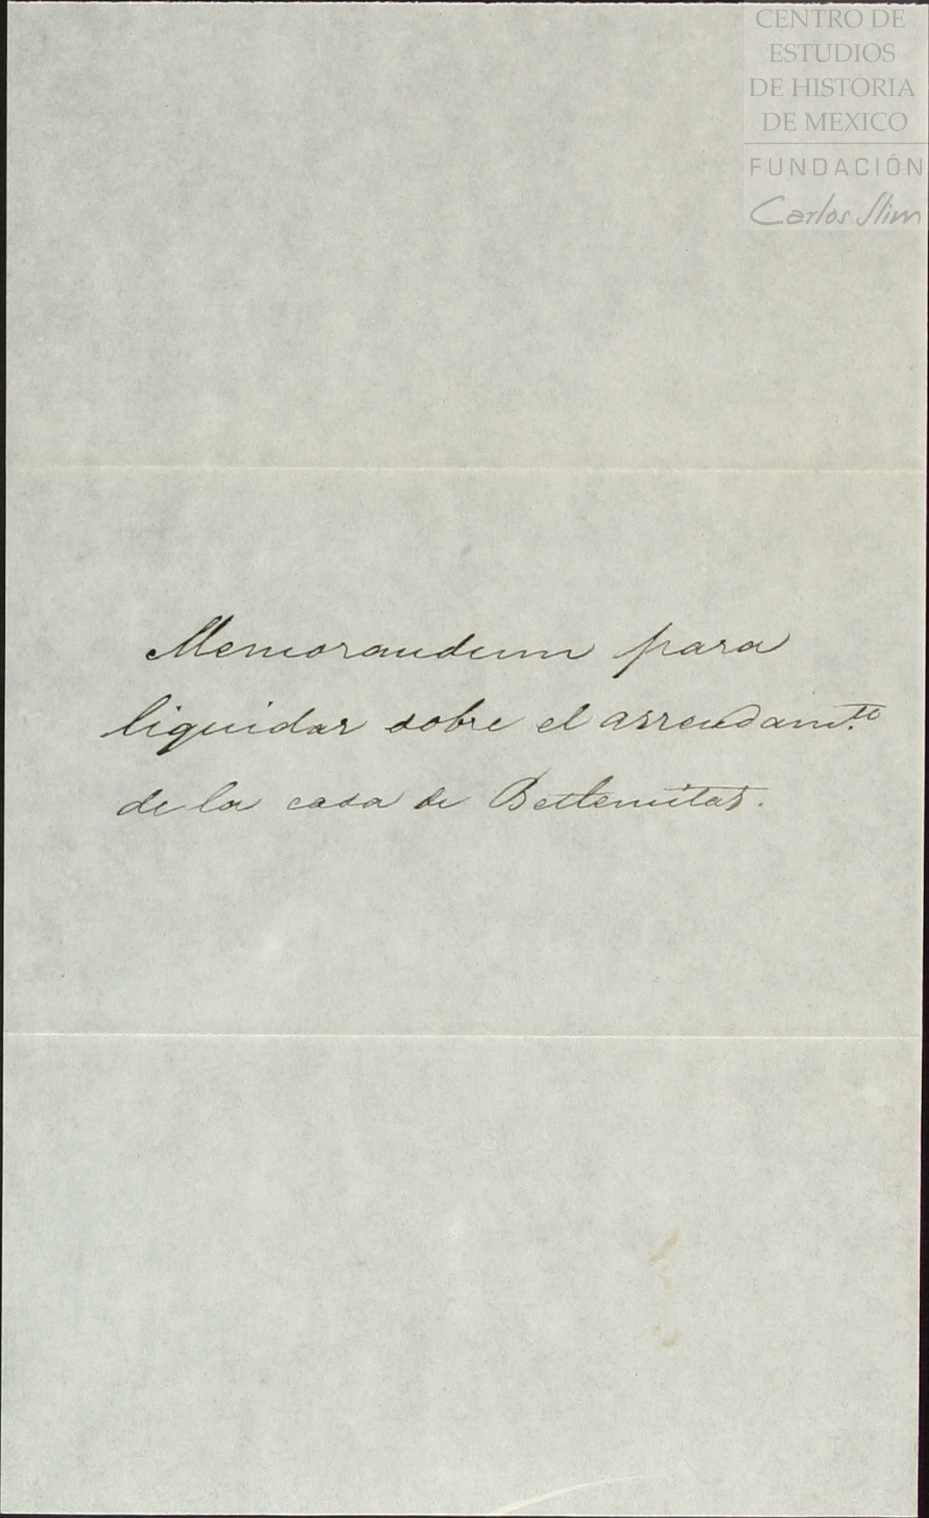 CENTRO DE
ESTUDIOS
DE HISTORIA
DE MEXICO
FUNDACIÓN
Carlos Slim
Memorandum para
liquidar sobre el arrendamto
de la casa de Betlemitas.